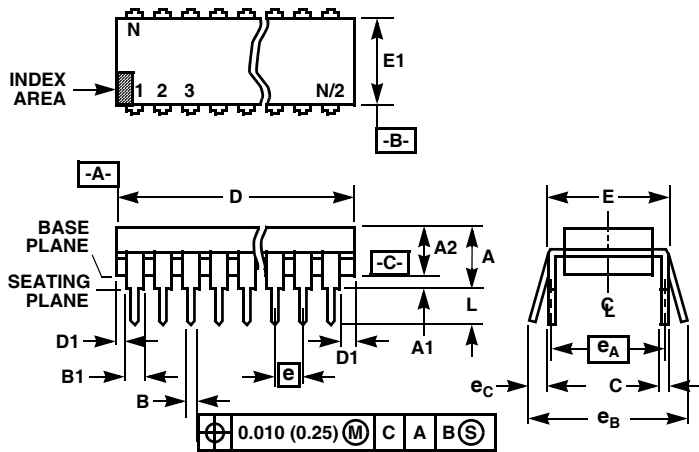 N
E1
INDEX
AREA
1 2 3 N/2
-B-
-A-
D
E
BASE
PLANE
A2
A
-C-
SEATING
PLANE
L
℄
D1
A1
D1
eA
B1
e
eC
C
B
eB
⌖ 0.010 (0.25) Ⓜ C A B Ⓢ